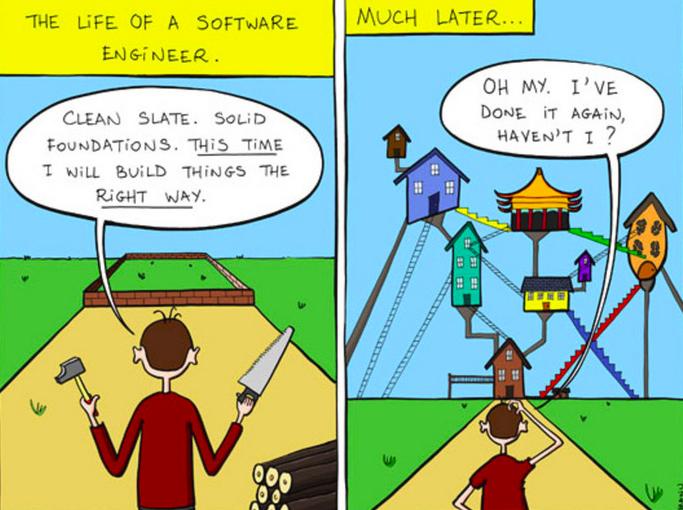 THE LIFE OF A SOFTWARE
ENGINEER.
CLEAN SLATE. SOLID
FOUNDATIONS. THIS TIME
I WILL BUILD THINGS THE
RIGHT WAY.
MUCH LATER...
OH MY. I'VE
DONE IT AGAIN,
HAVEN'T I ?